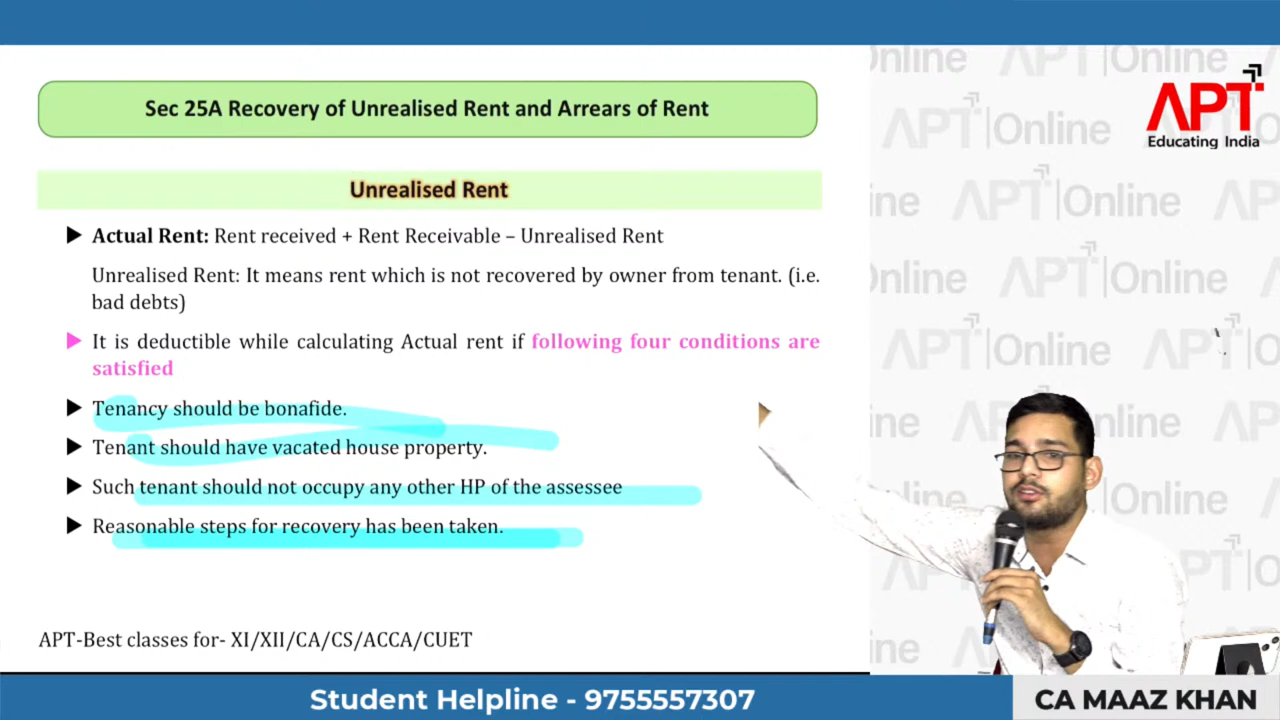 Sec 25A Recovery of Unrealised Rent and Arrears of Rent
Unrealised Rent
▶ Actual Rent: Rent received + Rent Receivable – Unrealised Rent
Unrealised Rent: It means rent which is not recovered by owner from tenant. (i.e.
bad debts)
▶ It is deductible while calculating Actual rent if following four conditions are
satisfied
▶ Tenancy should be bonafide.
▶ Tenant should have vacated house property.
▶ Such tenant should not occupy any other HP of the assessee
▶ Reasonable steps for recovery has been taken.
APT-Best classes for- XI/XII/CA/CS/ACCA/CUET
APT
Educating India
APT|Online
Student Helpline - 9755557307
CA MAAZ KHAN